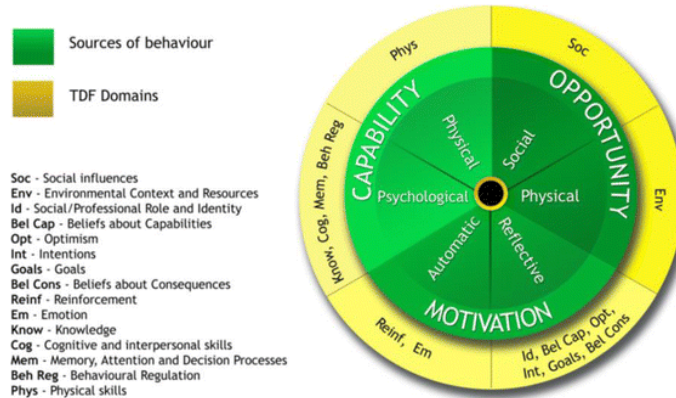 Sources of behaviour
TDF Domains
Soc - Social influences
Env - Environmental Context and Resources
Id - Social/Professional Role and Identity
Bel Cap - Beliefs about Capabilities
Opt - Optimism
Int - Intentions
Goals - Goals
Bel Cons - Beliefs about Consequences
Reinf - Reinforcement
Em - Emotion
Know - Knowledge
Cog - Cognitive and interpersonal skills
Mem - Memory, Attention and Decision Processes
Beh Reg - Behavioural Regulation
Phys - Physical skills
Phys
Soc
CAPABILITY
OPPORTUNITY
Physical
Social
Know, Cog, Mem, Beh Reg
Psychological
Physical
Env
Automatic
Reflective
MOTIVATION
Reinf, Em
Id, Bel Cap, Opt,
Int, Goals, Bel Cons